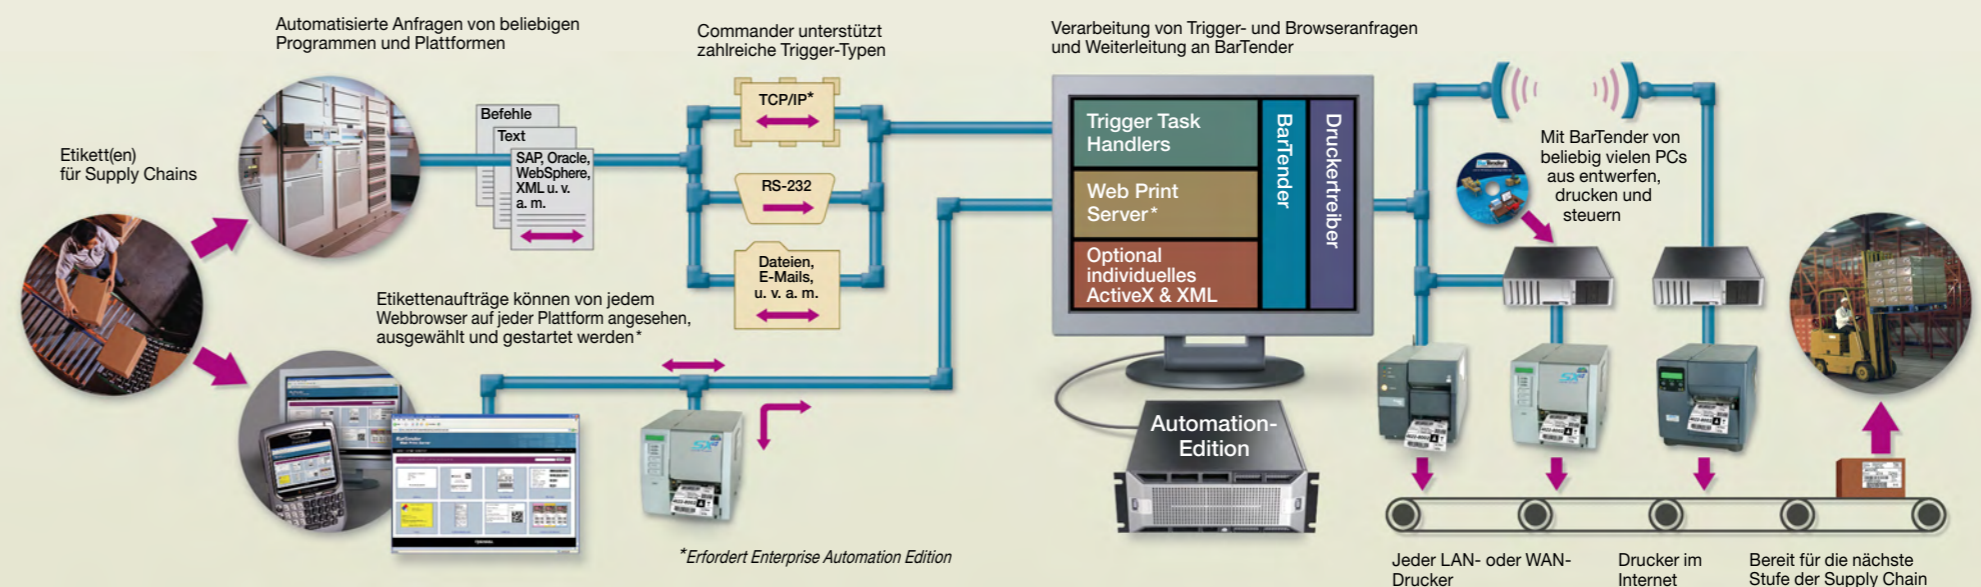 Automatisierte Anfragen von beliebigen
Programmen und Plattformen
Commander unterstützt
zahlreiche Trigger-Typen
Verarbeitung von Trigger- und Browseranfragen
und Weiterleitung an BarTender
Etikett(en)
für Supply Chains
Befehle
Text
SAP, Oracle,
WebSphere,
XML u. v.
a. m.
TCP/IP*
RS-232
Dateien,
E-Mails,
u. v. a. m.
Trigger Task
Handlers
Web Print
Server*
Optional
individuelles
ActiveX & XML
BarTender
Druckertreiber
Mit BarTender von
beliebig vielen PCs
aus entwerfen,
drucken und
steuern
Etikettenaufträge können von jedem
Webbrowser auf jeder Plattform angesehen,
ausgewählt und gestartet werden*
Automation-
Edition
*Erfordert Enterprise Automation Edition
Jeder LAN- oder WAN-
Drucker
Drucker im
Internet
Bereit für die nächste
Stufe der Supply Chain